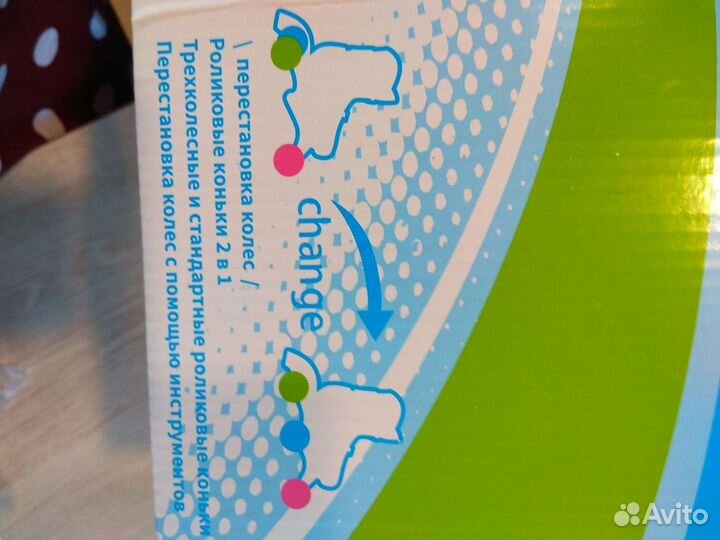 change
\ перестановка колес /
Роликовые коньки 2 в 1
Трехколесные и стандартные роликовые коньки
Перестановка колес с помощью инструментов
Avito